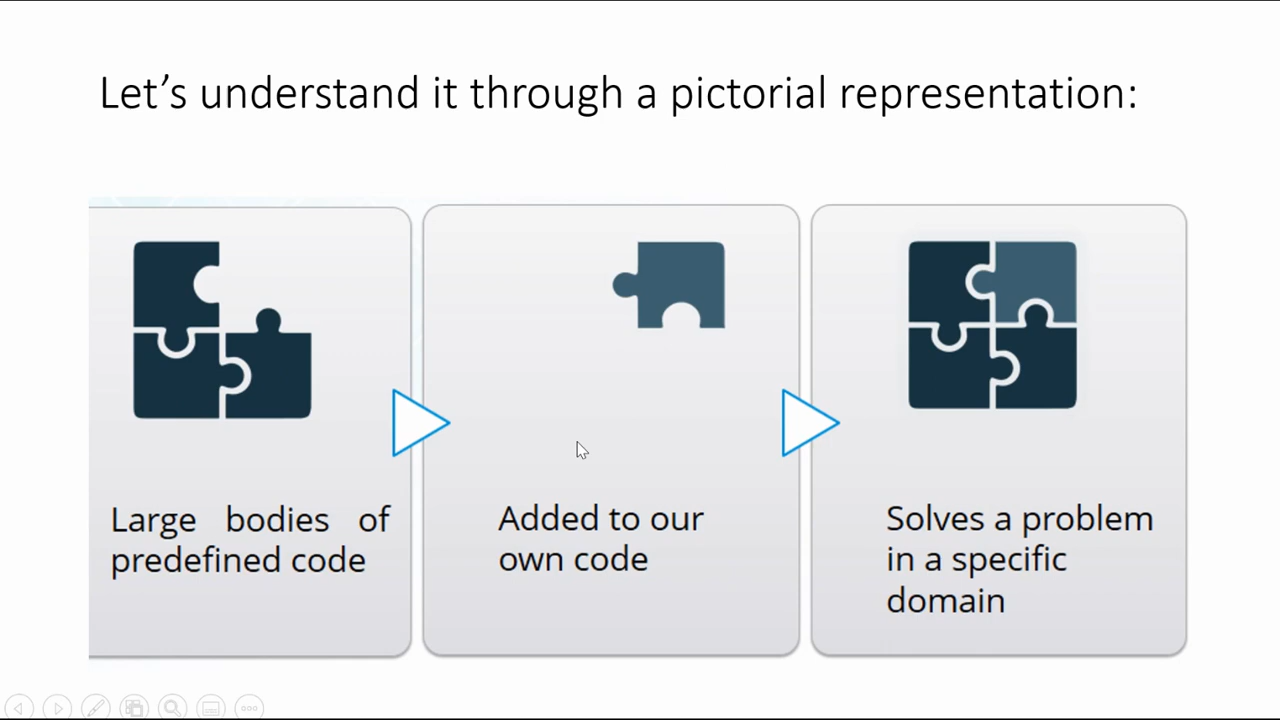 Let’s understand it through a pictorial representation:
Large bodies of
predefined code
Added to our
own code
Solves a problem
in a specific
domain